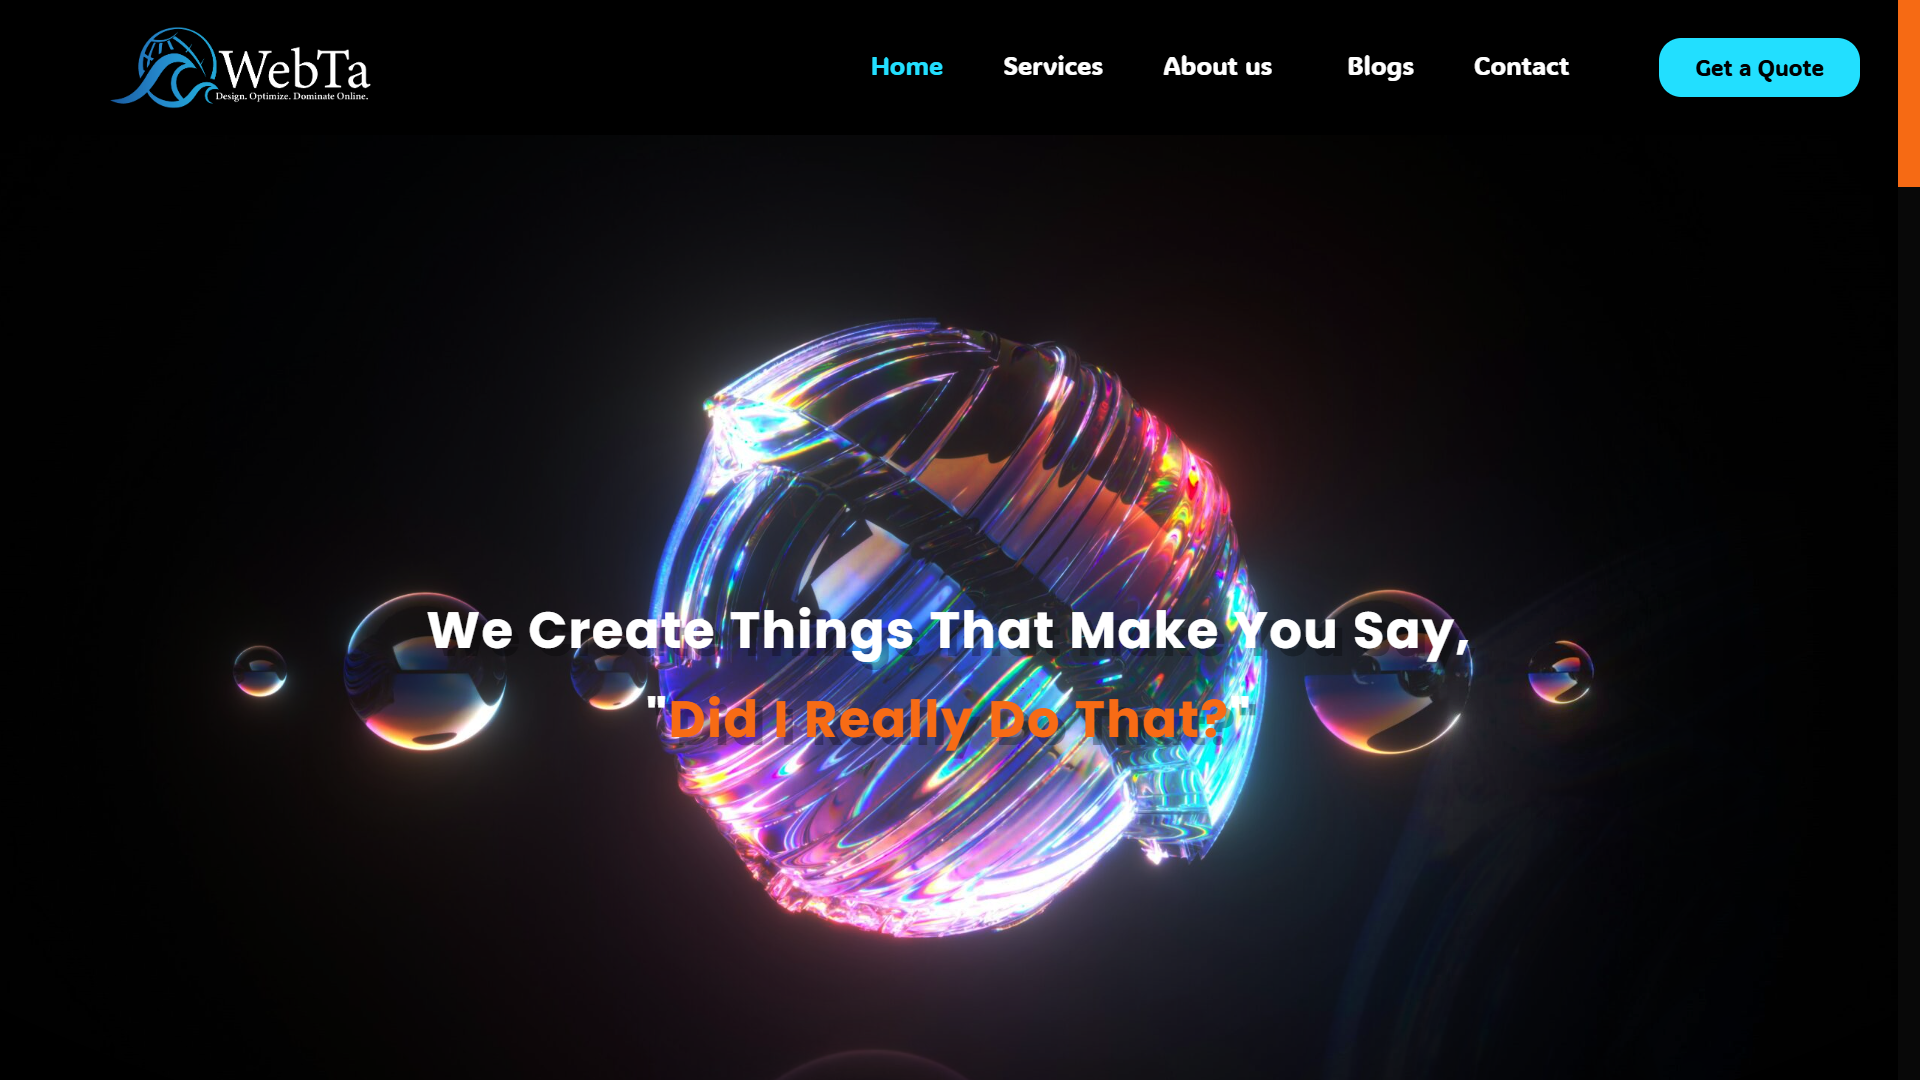 WebTa
Design. Optimize. Dominate Online.
Home Services About us Blogs Contact Get a Quote
We Create Things That Make You Say,
"Did I Really Do That?"